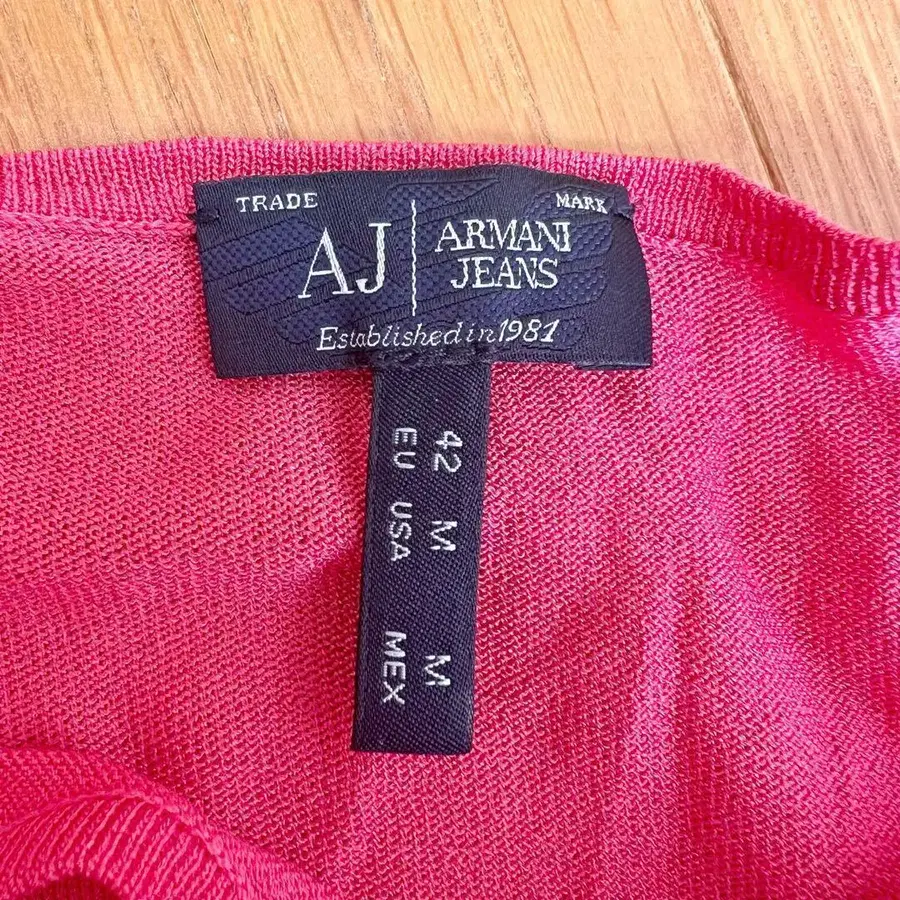 TRADE MARK
AJ ARMANI
JEANS
Established in 1981
42 M M
EU USA MEX